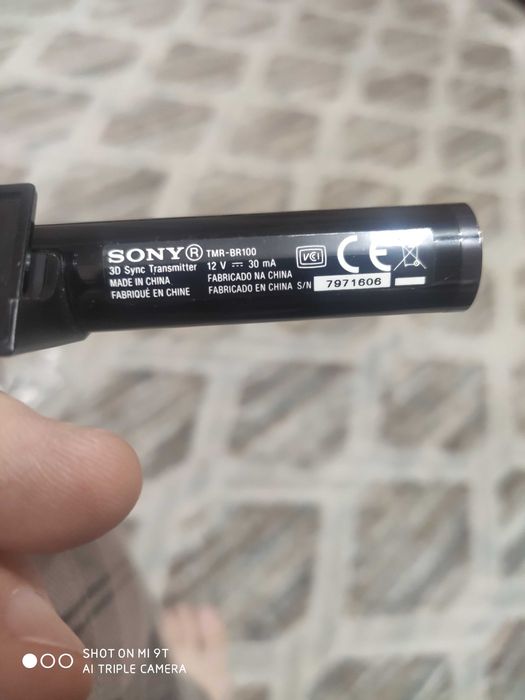 SONY® TMR-BR100
3D Sync Transmitter 12 V ⎓ 30 mA
MADE IN CHINA FABRICADO NA CHINA
FABRIQUÉ EN CHINE FABRICADO EN CHINA S/N 7971606
VCI
CE
SHOT ON MI 9T
AI TRIPLE CAMERA